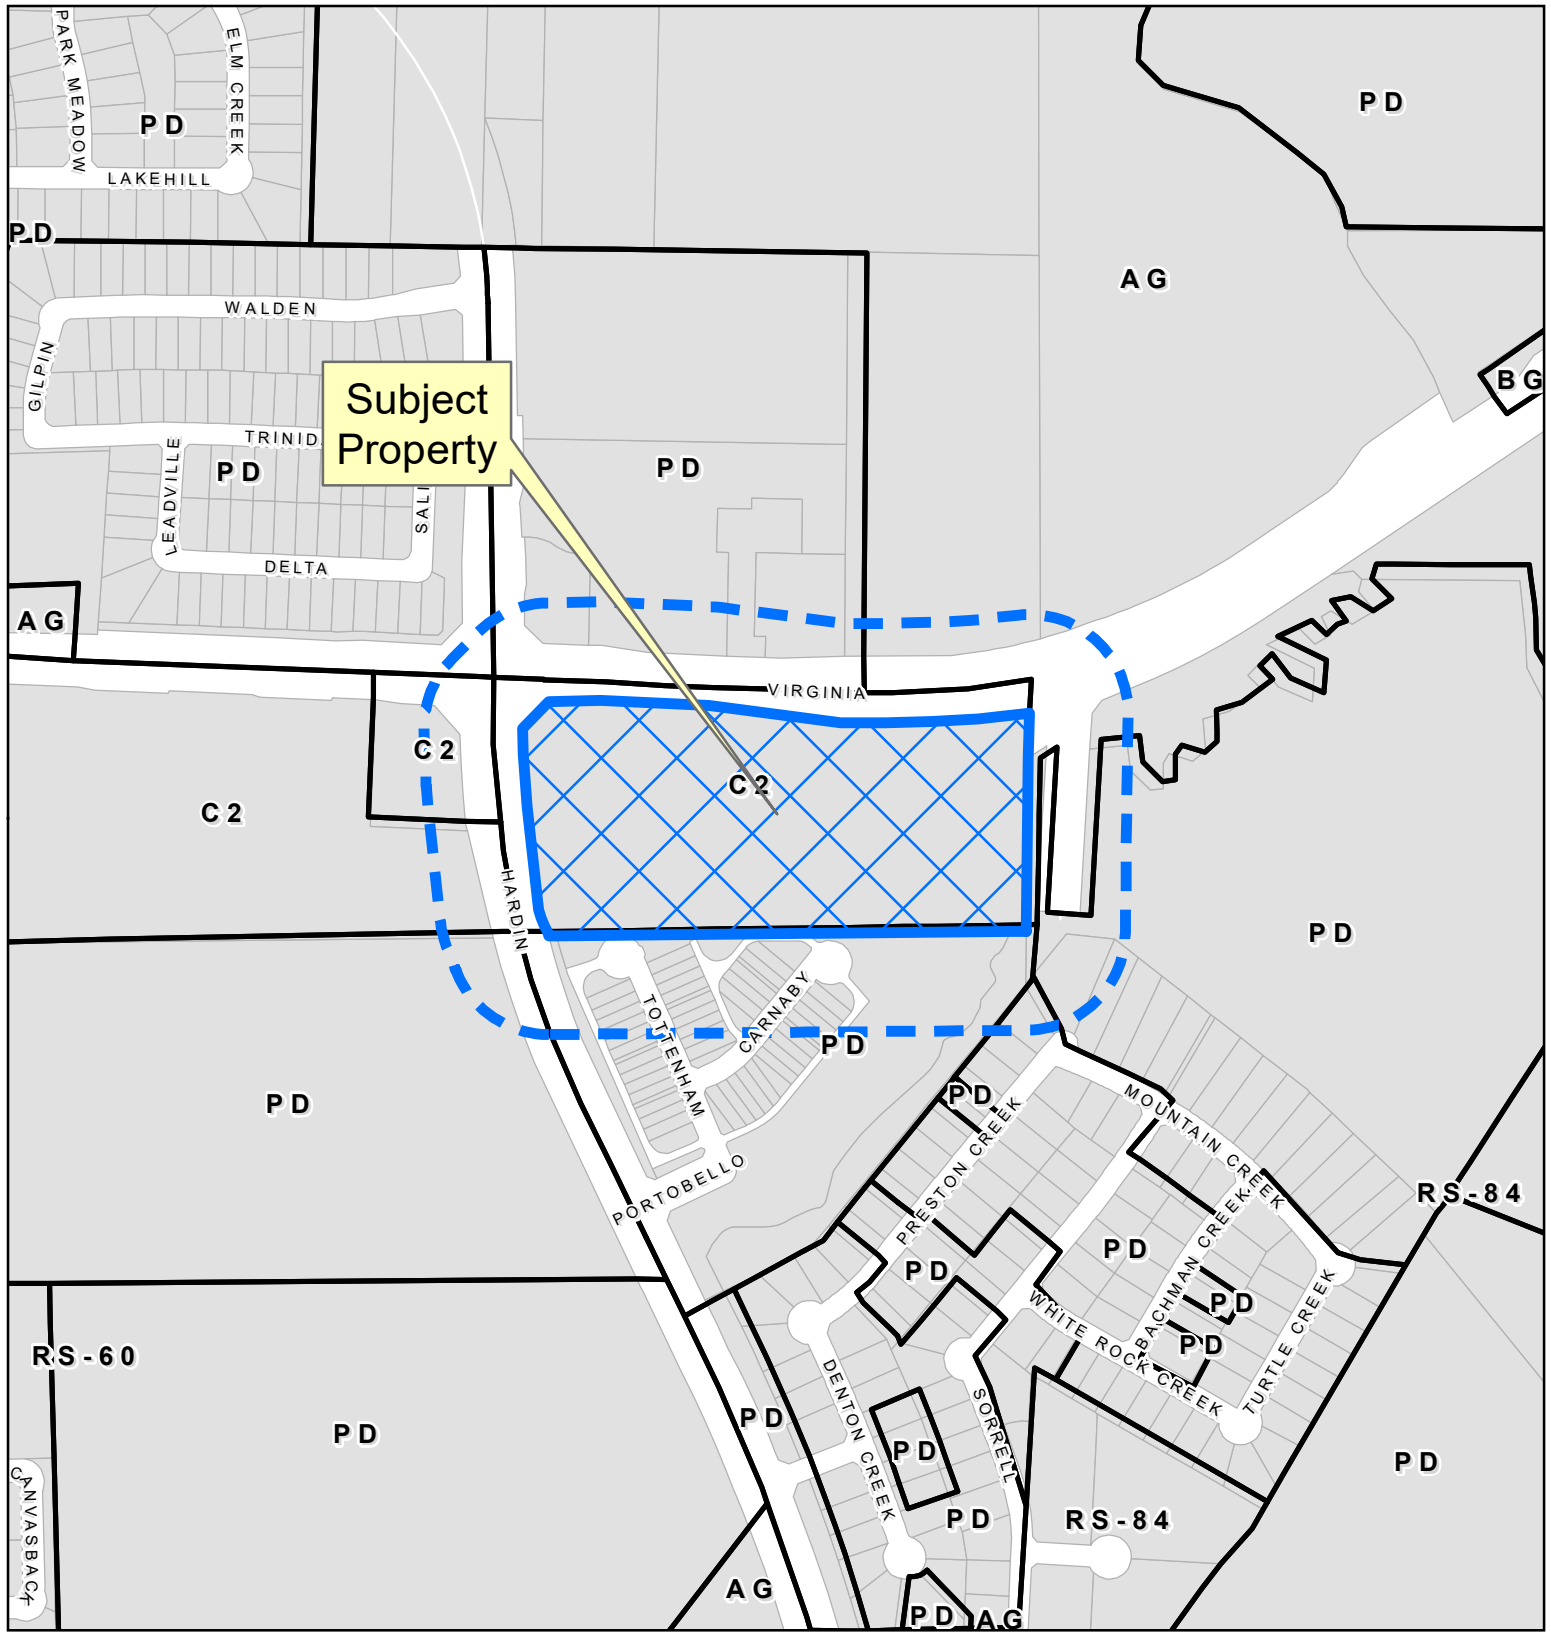 PARK MEADOW
ELM CREEK
PD
PD
LAKEHILL
PD
AG
WALDEN
GILPIN
BG
Subject
Property
TRINID
LEADVILLE
PD
PD
SALI
DELTA
AG
VIRGINIA
C2
C2
C2
HARDIN
PD
TOTTENHAM
CARNABY
PD
PD
PD
MOUNTAIN CREEK
PRESTON CREEK
PORTOBELLO
RS-84
BACHMAN CREEK
PD
PD
PD
WHITE ROCK CREEK
PD
TURTLE CREEK
RS-60
DENTON CREEK
SORRELL
PD
PD
PD
PD
CANVASBACK
PD
RS-84
AG
PD
AG